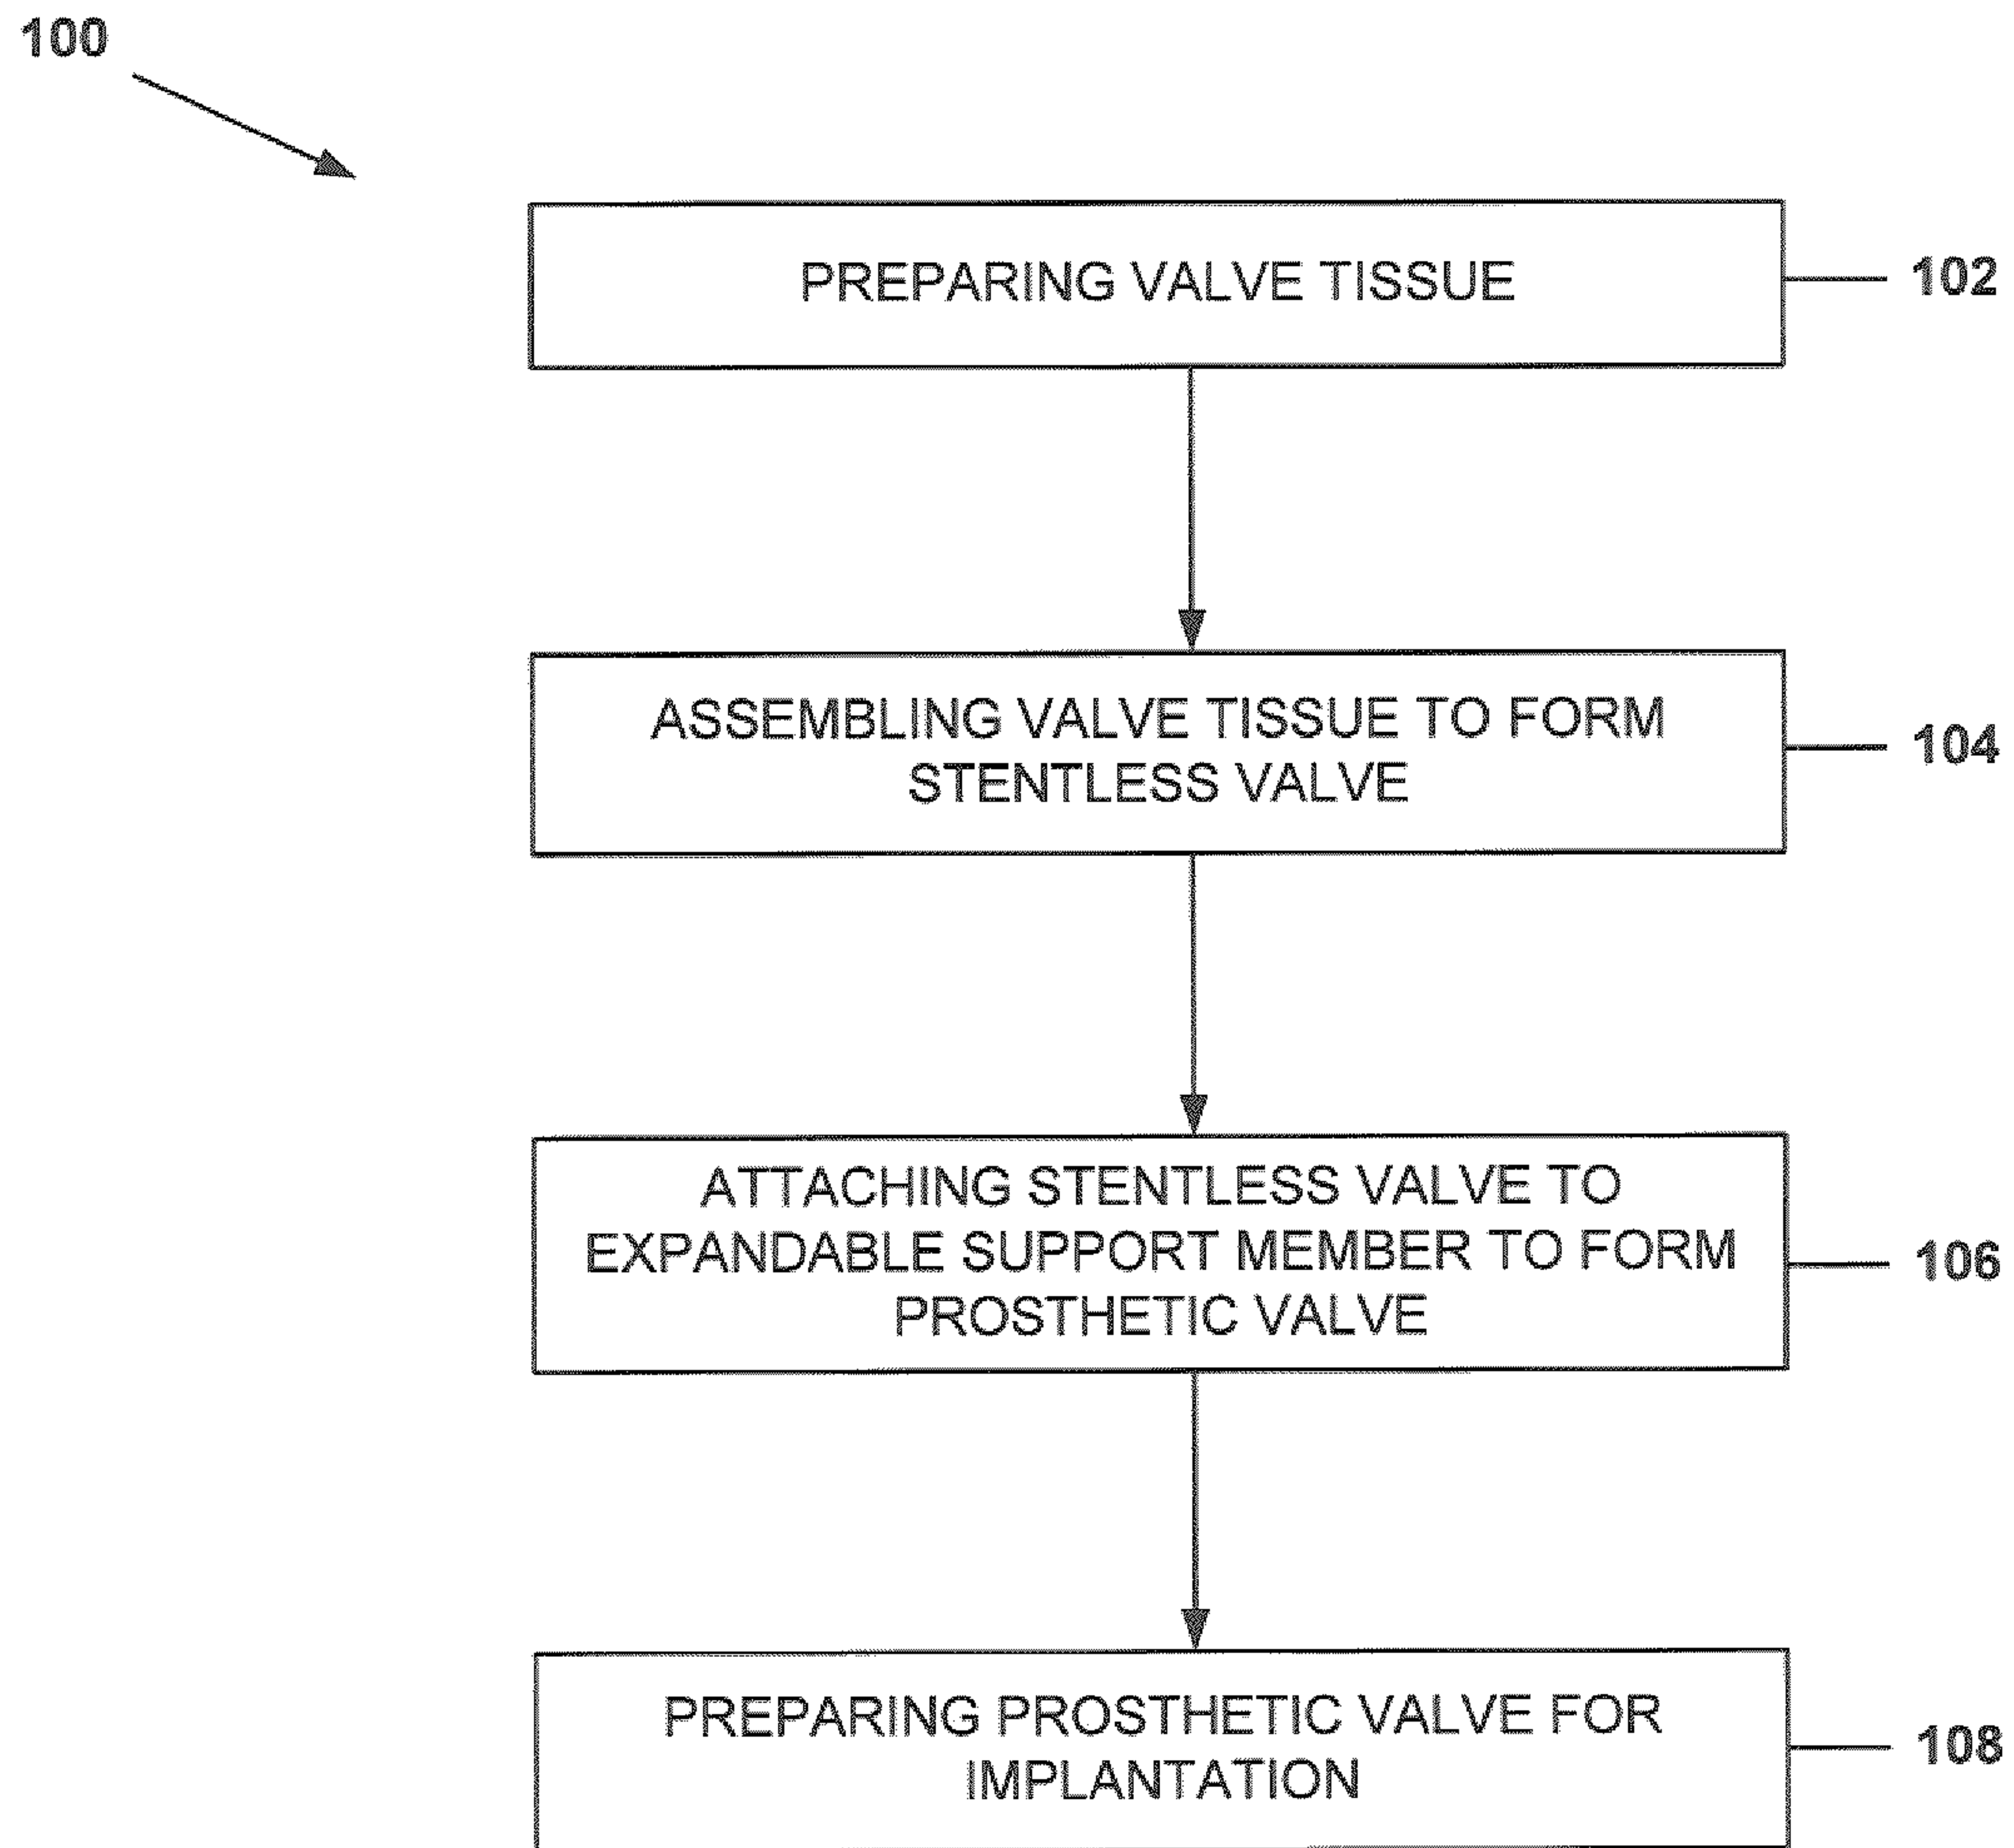 100
PREPARING VALVE TISSUE
102
ASSEMBLING VALVE TISSUE TO FORM
STENTLESS VALVE
104
ATTACHING STENTLESS VALVE TO
EXPANDABLE SUPPORT MEMBER TO FORM
PROSTHETIC VALVE
106
PREPARING PROSTHETIC VALVE FOR
IMPLANTATION
108